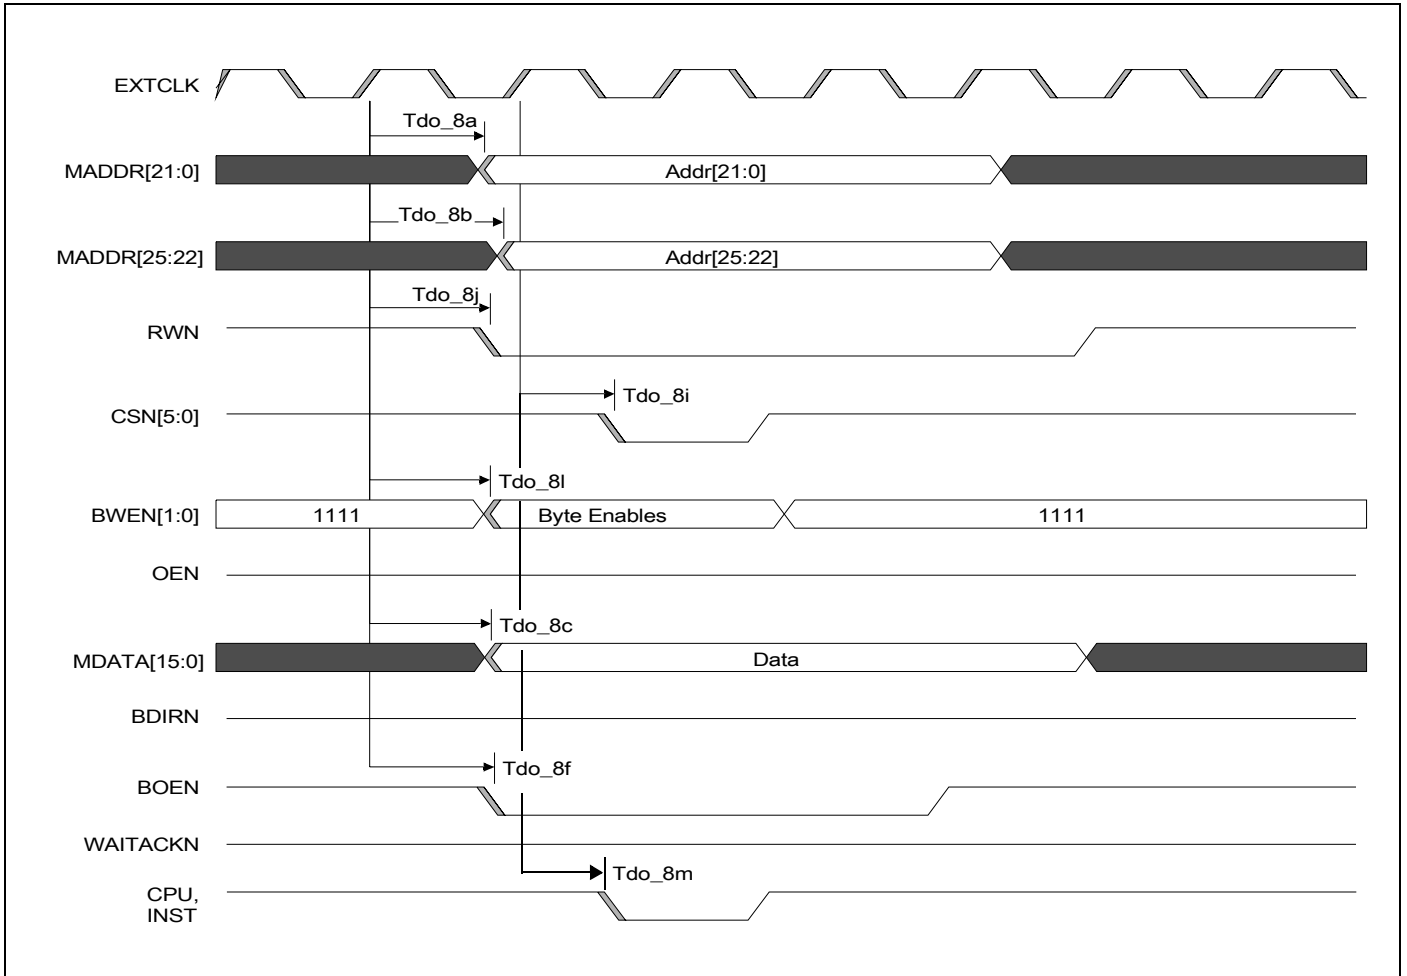 EXTCLK
Tdo_8a
MADDR[21:0]
Addr[21:0]
Tdo_8b
MADDR[25:22]
Addr[25:22]
Tdo_8j
RWN
Tdo_8i
CSN[5:0]
Tdo_8l
BWEN[1:0]
1111
Byte Enables
1111
OEN
Tdo_8c
MDATA[15:0]
Data
BDIRN
Tdo_8f
BOEN
WAITACKN
Tdo_8m
CPU,
INST